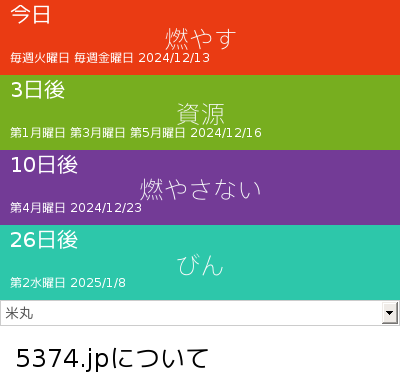 今日
燃やす
毎週火曜日 毎週金曜日 2024/12/13
3日後
資源
第1月曜日 第3月曜日 第5月曜日 2024/12/16
10日後
燃やさない
第4月曜日 2024/12/23
26日後
びん
第2水曜日 2025/1/8
米丸
5374.jpについて